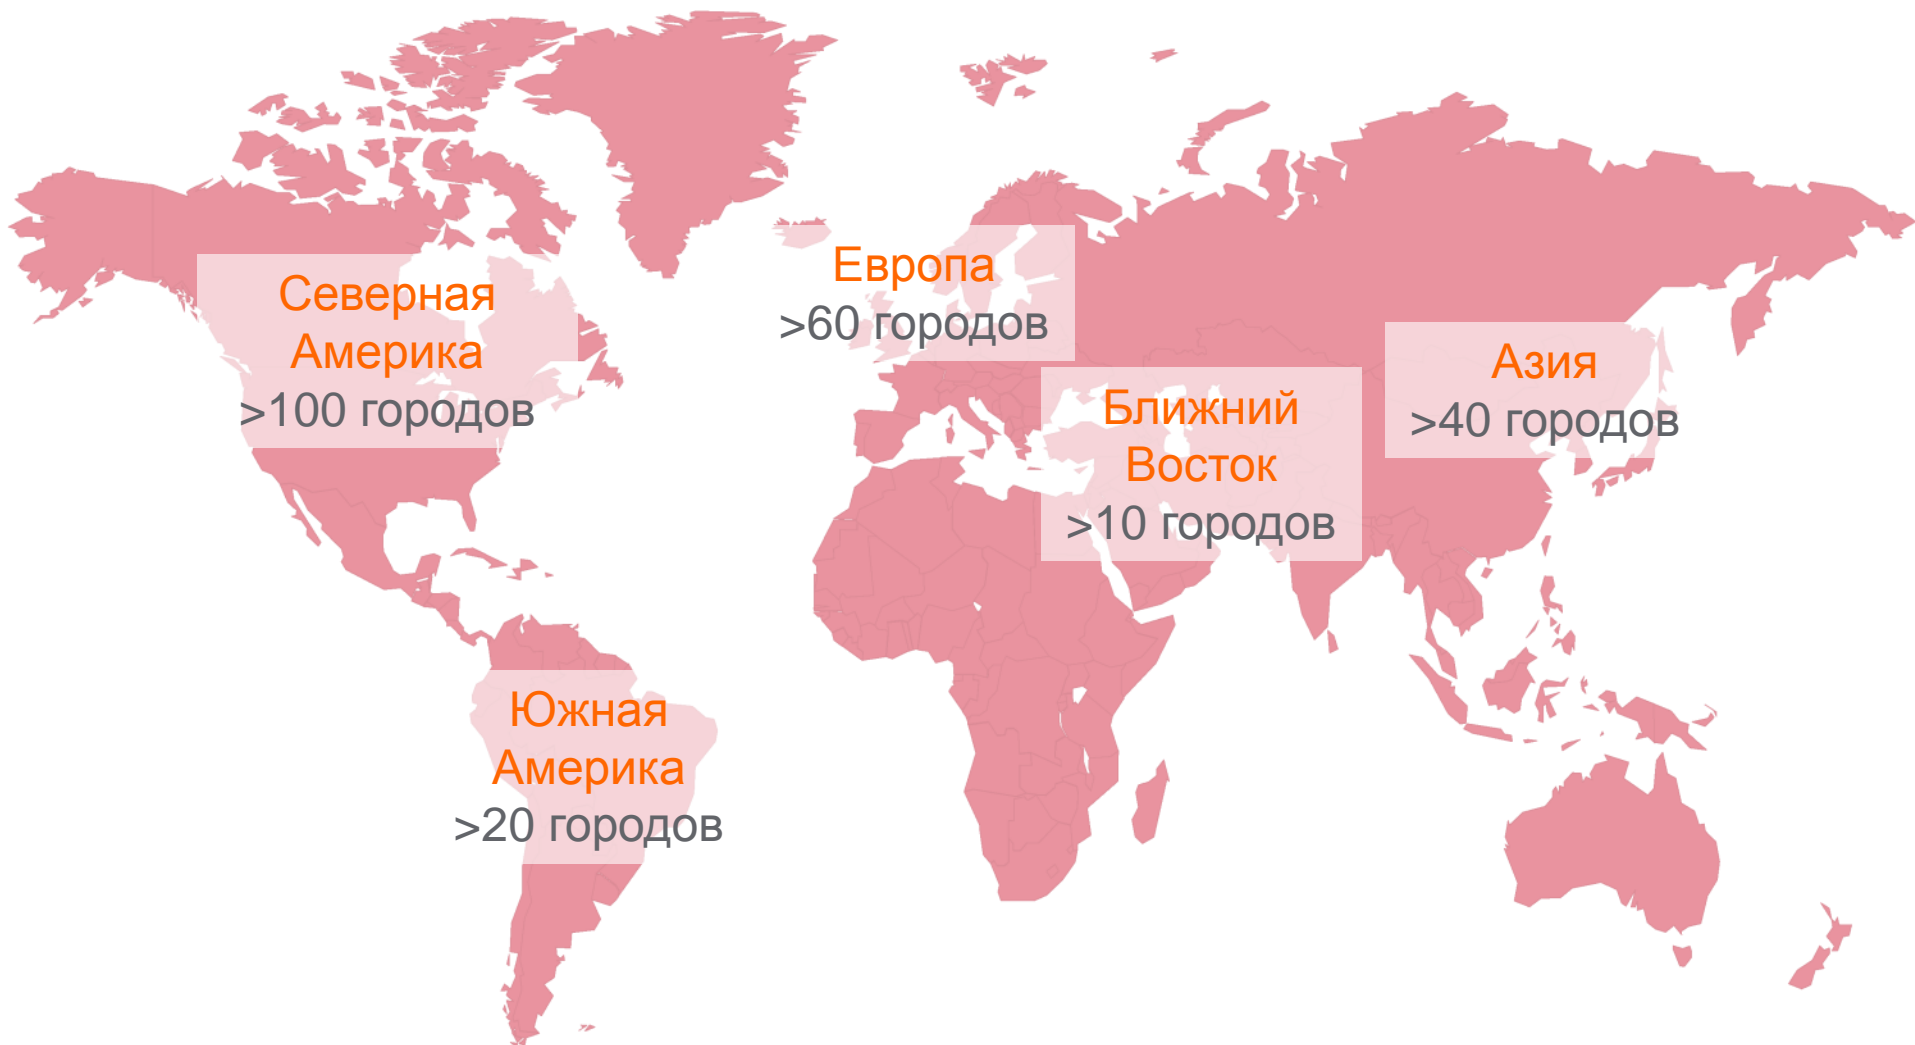 Северная
Америка
>100 городов
Европа
>60 городов
Ближний
Восток
>10 городов
Азия
>40 городов
Южная
Америка
>20 городов